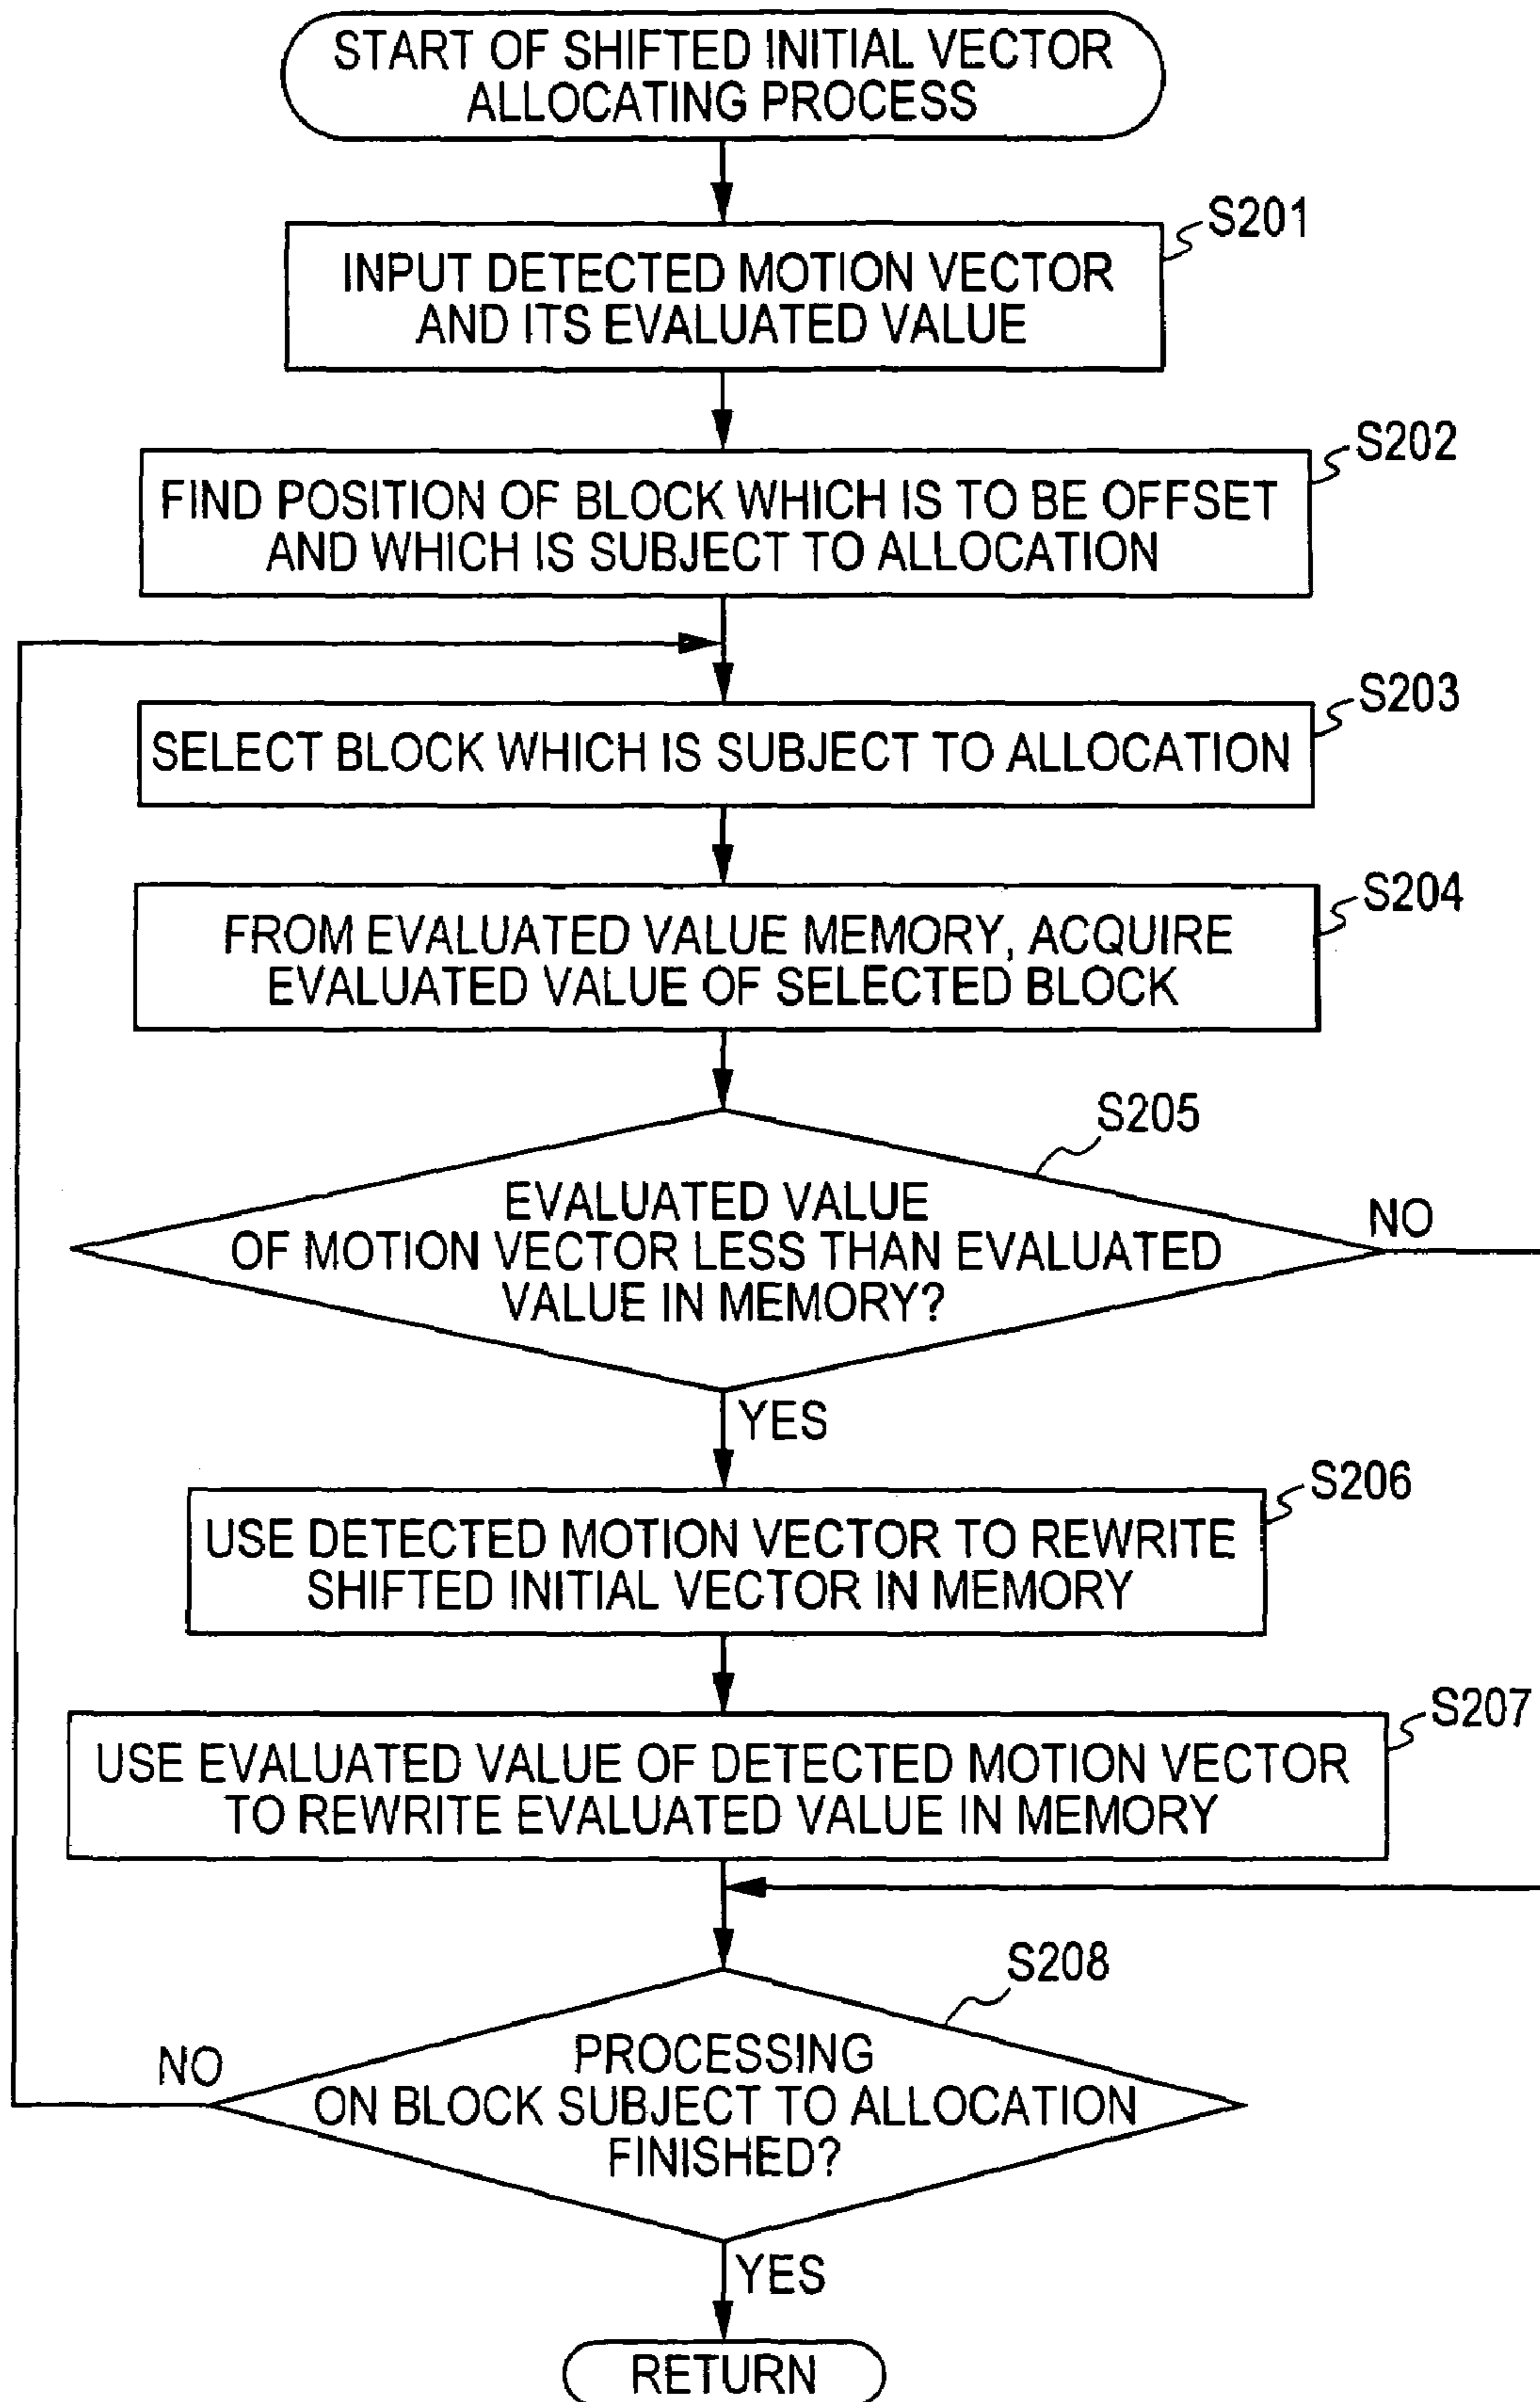 START OF SHIFTED INITIAL VECTOR
ALLOCATING PROCESS
S201
INPUT DETECTED MOTION VECTOR
AND ITS EVALUATED VALUE
S202
FIND POSITION OF BLOCK WHICH IS TO BE OFFSET
AND WHICH IS SUBJECT TO ALLOCATION
S203
SELECT BLOCK WHICH IS SUBJECT TO ALLOCATION
S204
FROM EVALUATED VALUE MEMORY, ACQUIRE
EVALUATED VALUE OF SELECTED BLOCK
S205
EVALUATED VALUE
OF MOTION VECTOR LESS THAN EVALUATED
VALUE IN MEMORY?
NO
YES
S206
USE DETECTED MOTION VECTOR TO REWRITE
SHIFTED INITIAL VECTOR IN MEMORY
S207
USE EVALUATED VALUE OF DETECTED MOTION VECTOR
TO REWRITE EVALUATED VALUE IN MEMORY
S208
PROCESSING
ON BLOCK SUBJECT TO ALLOCATION
FINISHED?
NO
YES
RETURN